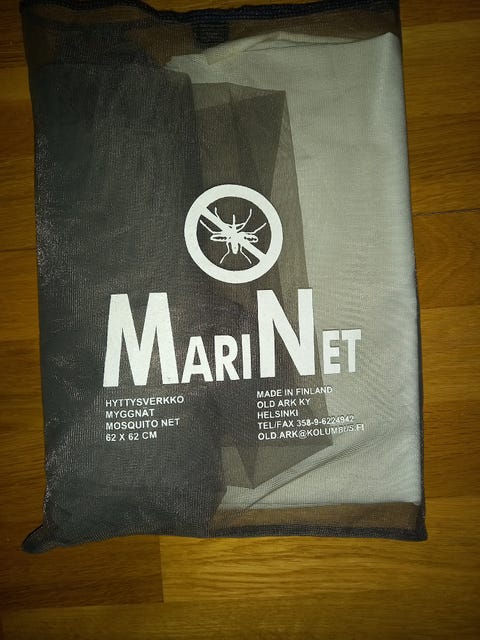 MARINET
HYTTYSVERKKO
MYGGNÄT
MOSQUITO NET
62 X 62 CM
MADE IN FINLAND
OLD ARK KY
HELSINKI
TEL/FAX 358-9-6224942
OLD.ARK@KOLUMBUS.FI